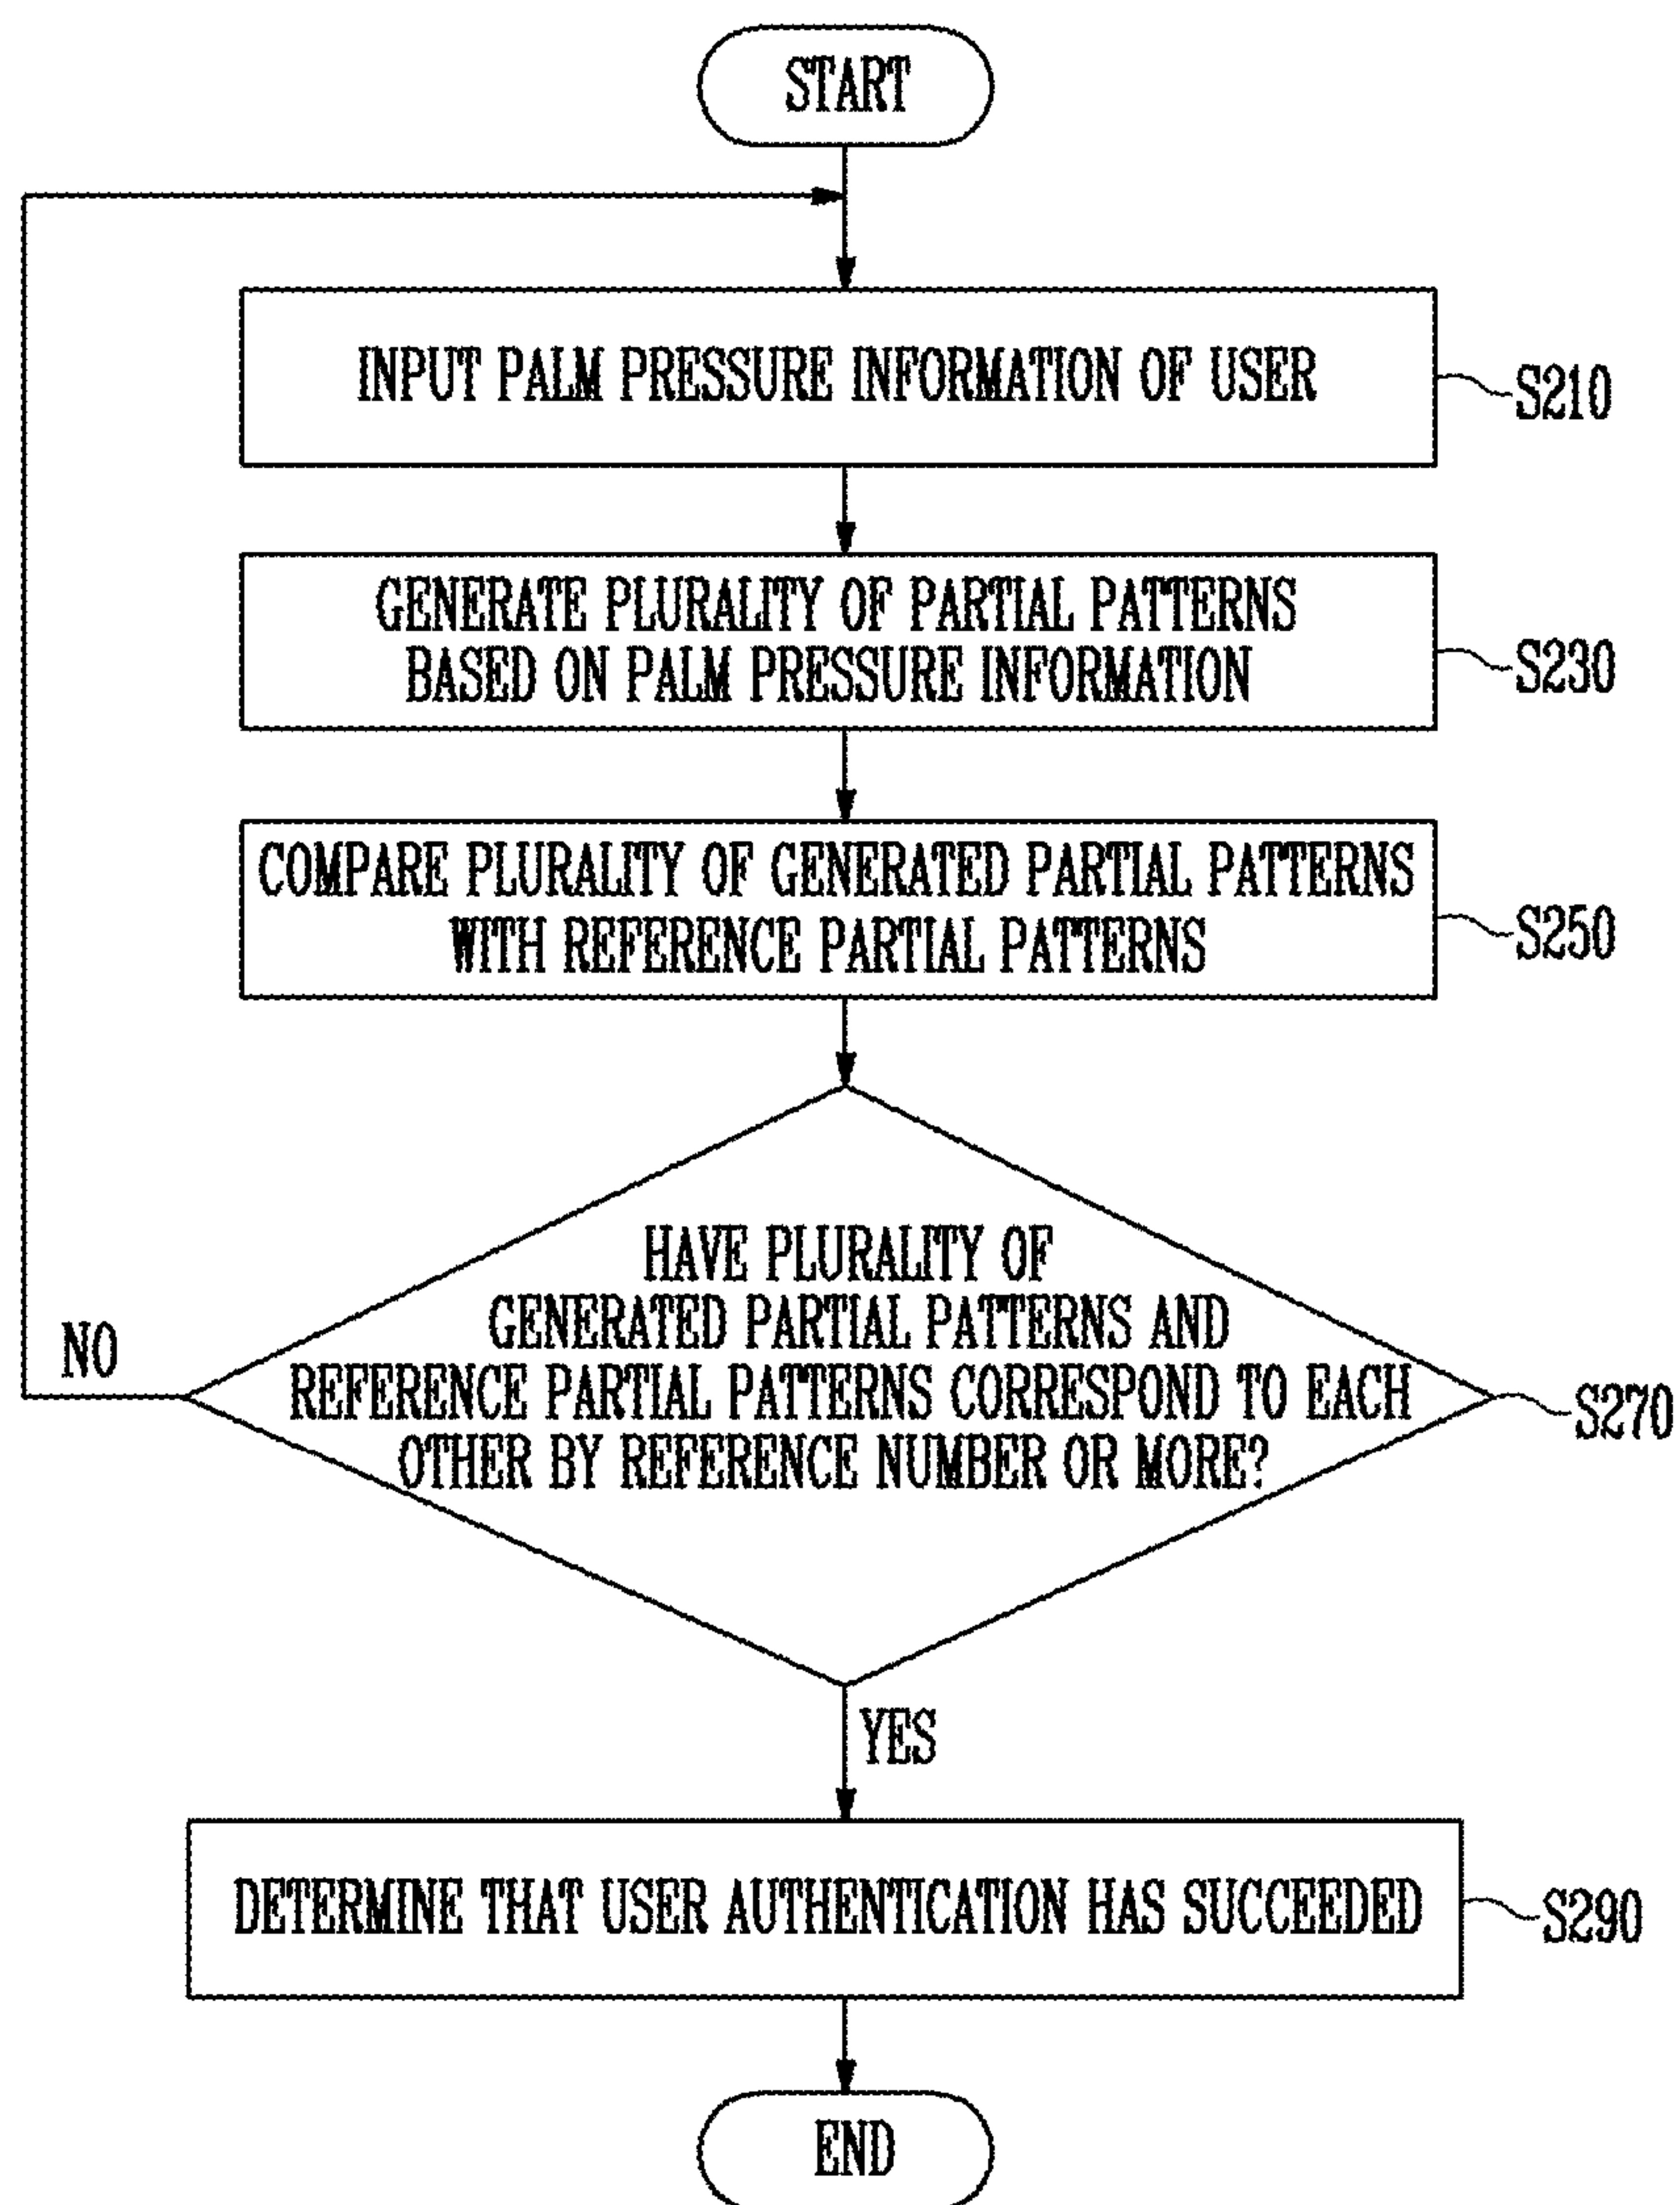 START
INPUT PALM PRESSURE INFORMATION OF USER
S210
GENERATE PLURALITY OF PARTIAL PATTERNS
BASED ON PALM PRESSURE INFORMATION
S230
COMPARE PLURALITY OF GENERATED PARTIAL PATTERNS
WITH REFERENCE PARTIAL PATTERNS
S250
HAVE PLURALITY OF
GENERATED PARTIAL PATTERNS AND
REFERENCE PARTIAL PATTERNS CORRESPOND TO EACH
OTHER BY REFERENCE NUMBER OR MORE?
S270
NO
YES
DETERMINE THAT USER AUTHENTICATION HAS SUCCEEDED
S290
END